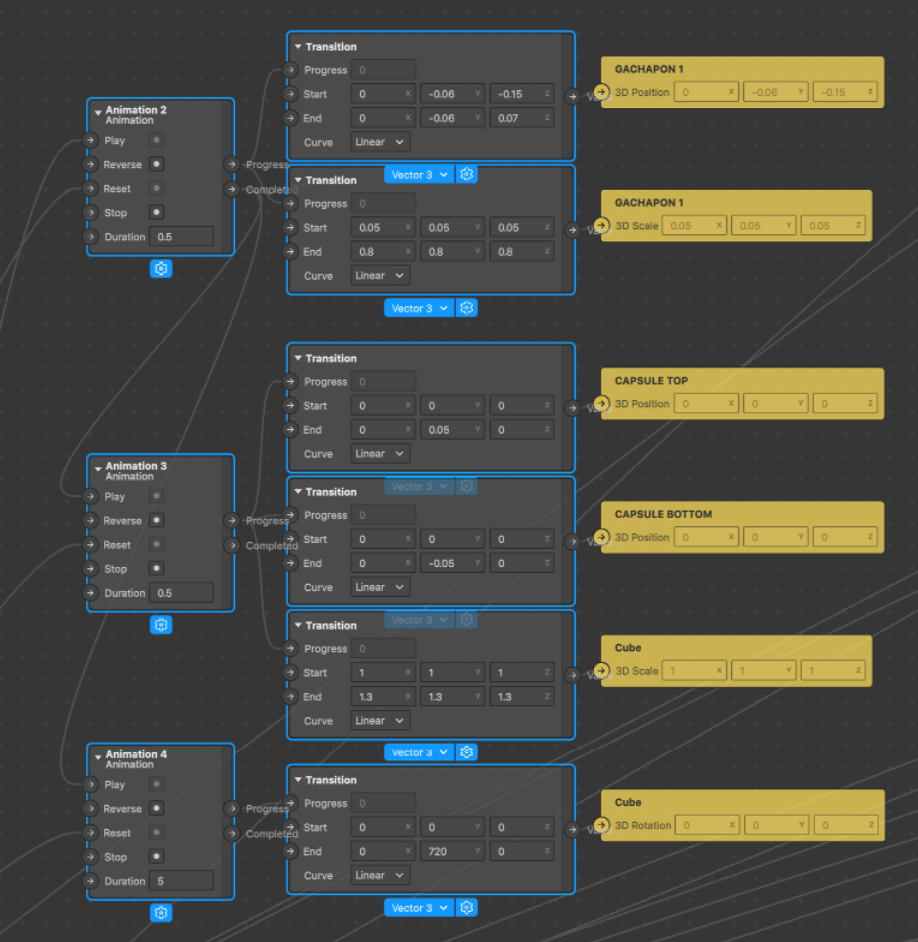 Transition
Progress 0
Start 0 X -0.06 Y -0.15 Z
End 0 X -0.06 Y 0.07 Z
Curve Linear
Vector 3
GACHAPON 1
3D Position 0 X -0.06 Y -0.15 Z
Animation 2
Animation
Play
Reverse
Reset
Stop
Duration 0.5
Progress
Completed
Transition
Progress 0
Start 0.05 X 0.05 Y 0.05 Z
End 0.8 X 0.8 Y 0.8 Z
Curve Linear
Vector 3
GACHAPON 1
3D Scale 0.05 X 0.05 Y 0.05 Z
Transition
Progress 0
Start 0 X 0 Y 0 Z
End 0 X 0.05 Y 0 Z
Curve Linear
Vector 3
CAPSULE TOP
3D Position 0 X 0 Y 0 Z
Animation 3
Animation
Play
Reverse
Reset
Stop
Duration 0.5
Progress
Completed
Transition
Progress 0
Start 0 X 0 Y 0 Z
End 0 X -0.05 Y 0 Z
Curve Linear
Vector 3
CAPSULE BOTTOM
3D Position 0 X 0 Y 0 Z
Transition
Progress 0
Start 1 X 1 Y 1 Z
End 1.3 X 1.3 Y 1.3 Z
Curve Linear
Vector 3
Cube
3D Scale 1 X 1 Y 1 Z
Animation 4
Animation
Play
Reverse
Reset
Stop
Duration 5
Progress
Completed
Transition
Progress 0
Start 0 X 0 Y 0 Z
End 0 X 720 Y 0 Z
Curve Linear
Vector 3
Cube
3D Rotation 0 X 0 Y 0 Z